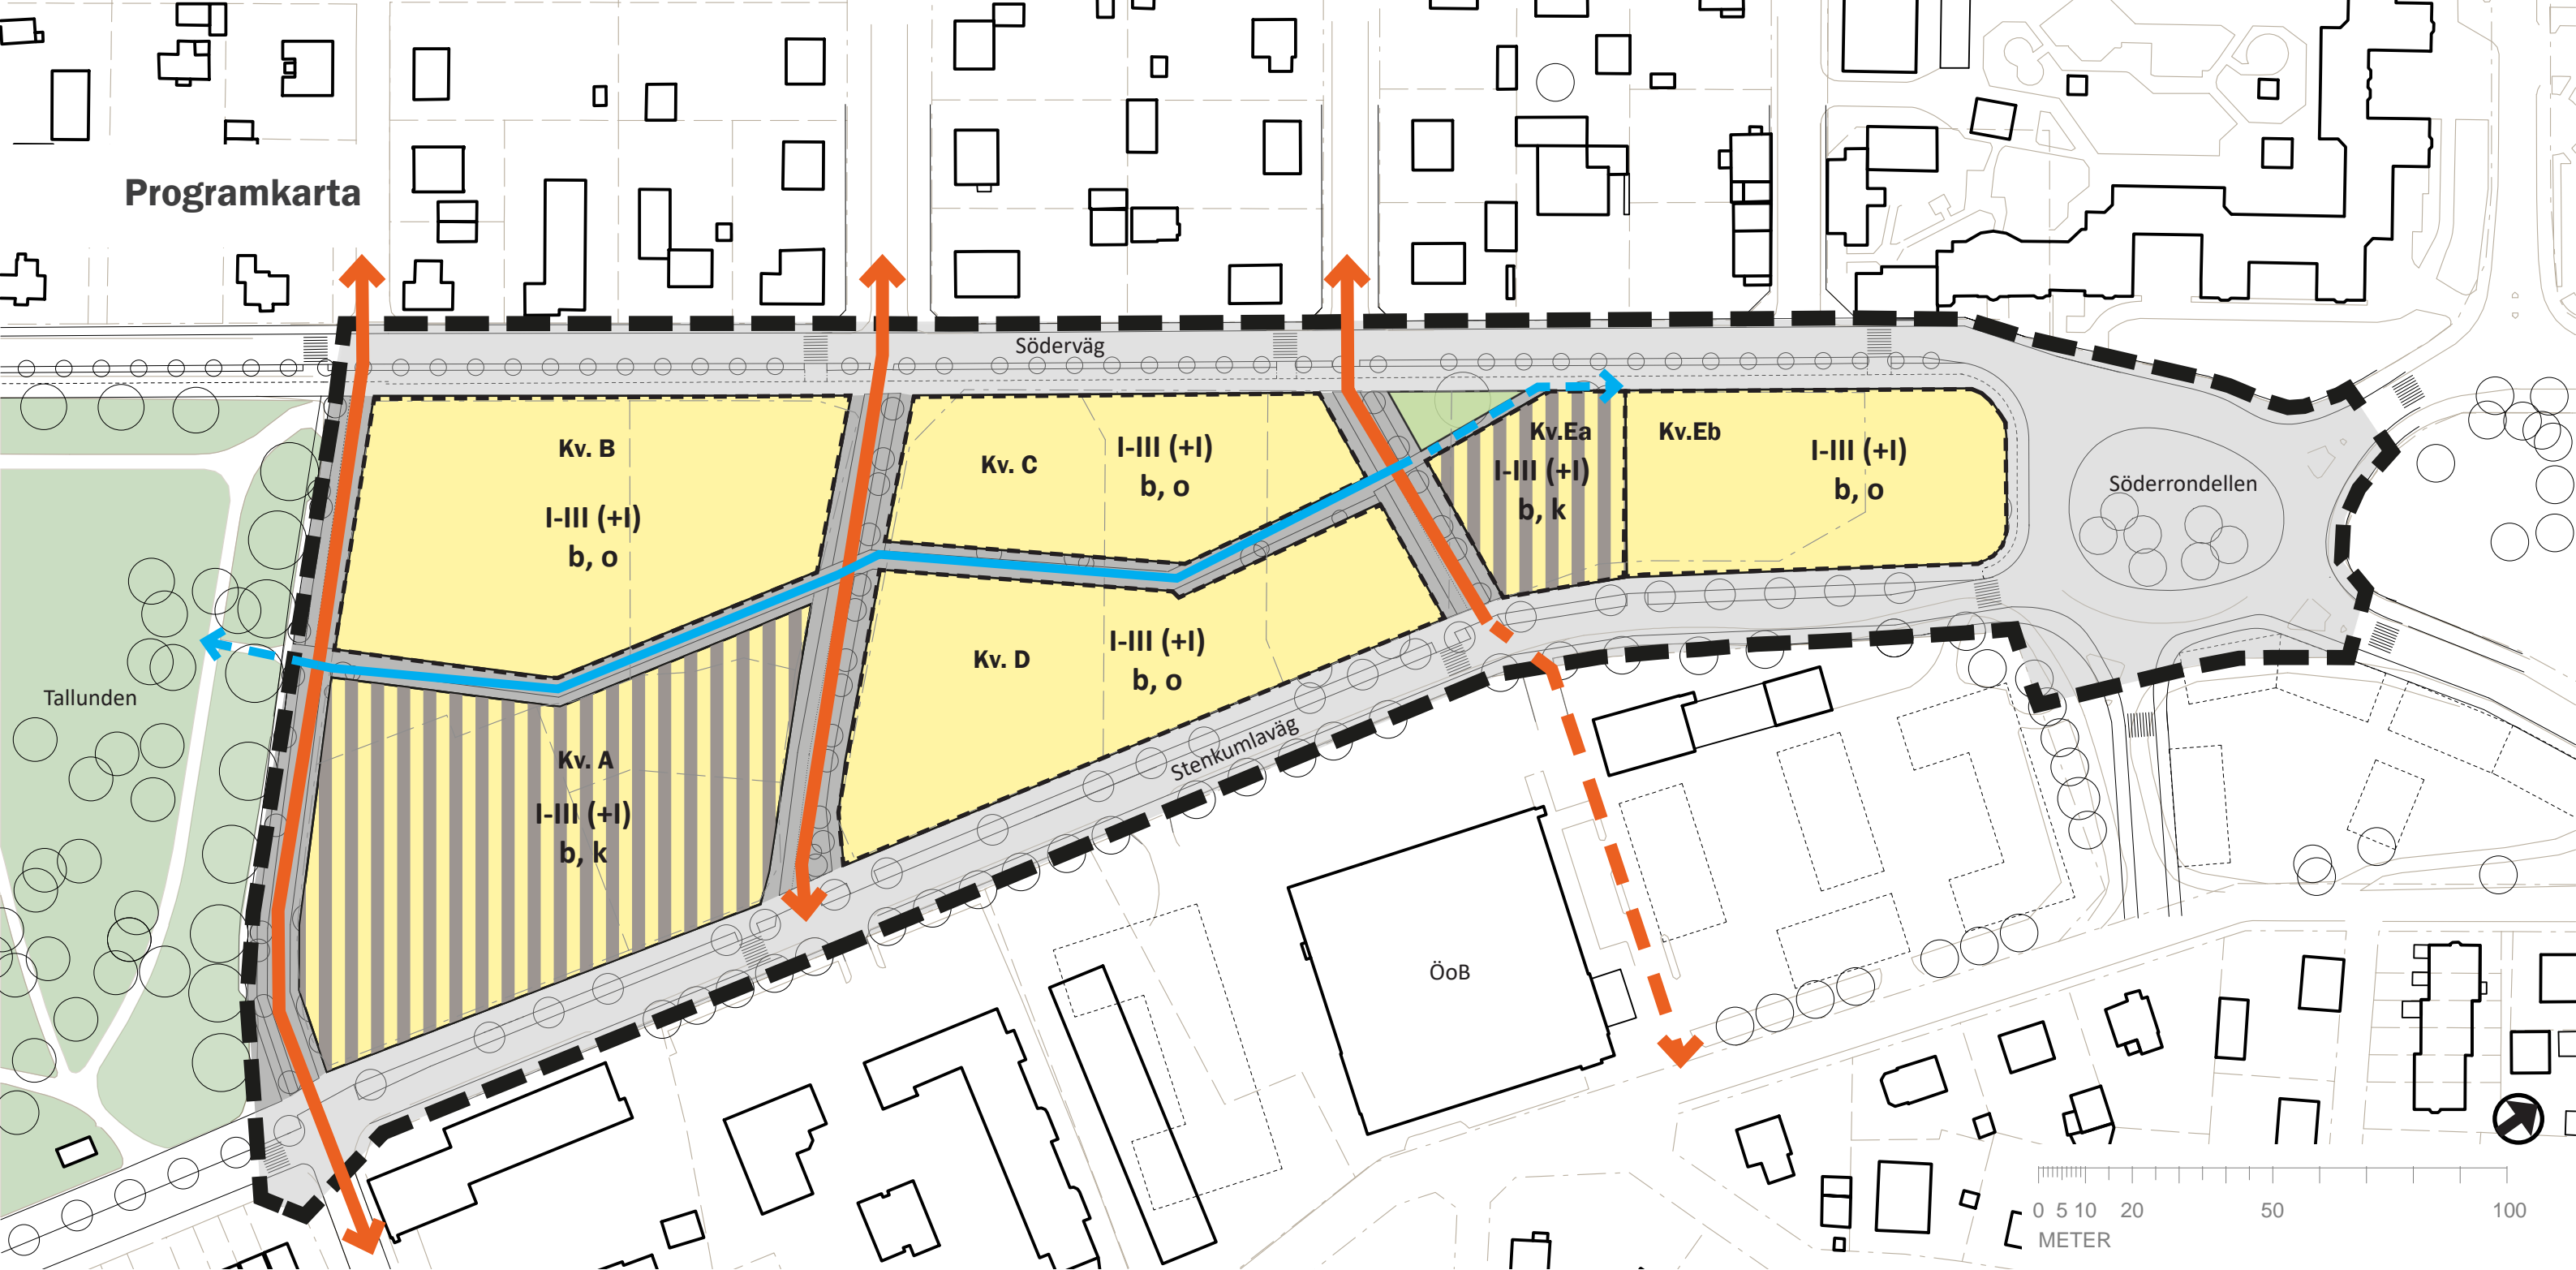 Programkarta
Söderväg
Kv. B
I-III (+I)
b, o
Kv. C
I-III (+I)
b, o
Kv.Ea
I-III (+I)
b, k
Kv.Eb
I-III (+I)
b, o
Söderrondellen
Tallunden
Kv. D
I-III (+I)
b, o
Kv. A
I-III (+I)
b, k
Stenkumlaväg
ÖoB
0 5 10 20 50 100
METER